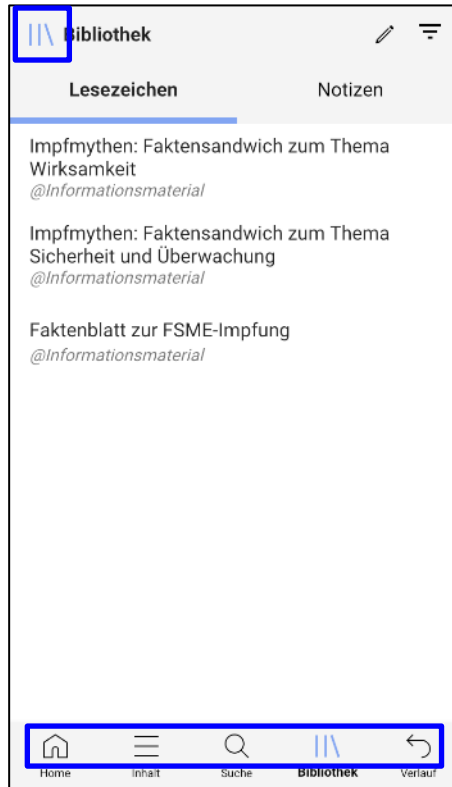 Bibliothek
Lesezeichen Notizen
Impfmythen: Faktensandwich zum Thema
Wirksamkeit
@Informationsmaterial
Impfmythen: Faktensandwich zum Thema
Sicherheit und Überwachung
@Informationsmaterial
Faktenblatt zur FSME-Impfung
@Informationsmaterial
Home Inhalt Suche Bibliothek Verlauf